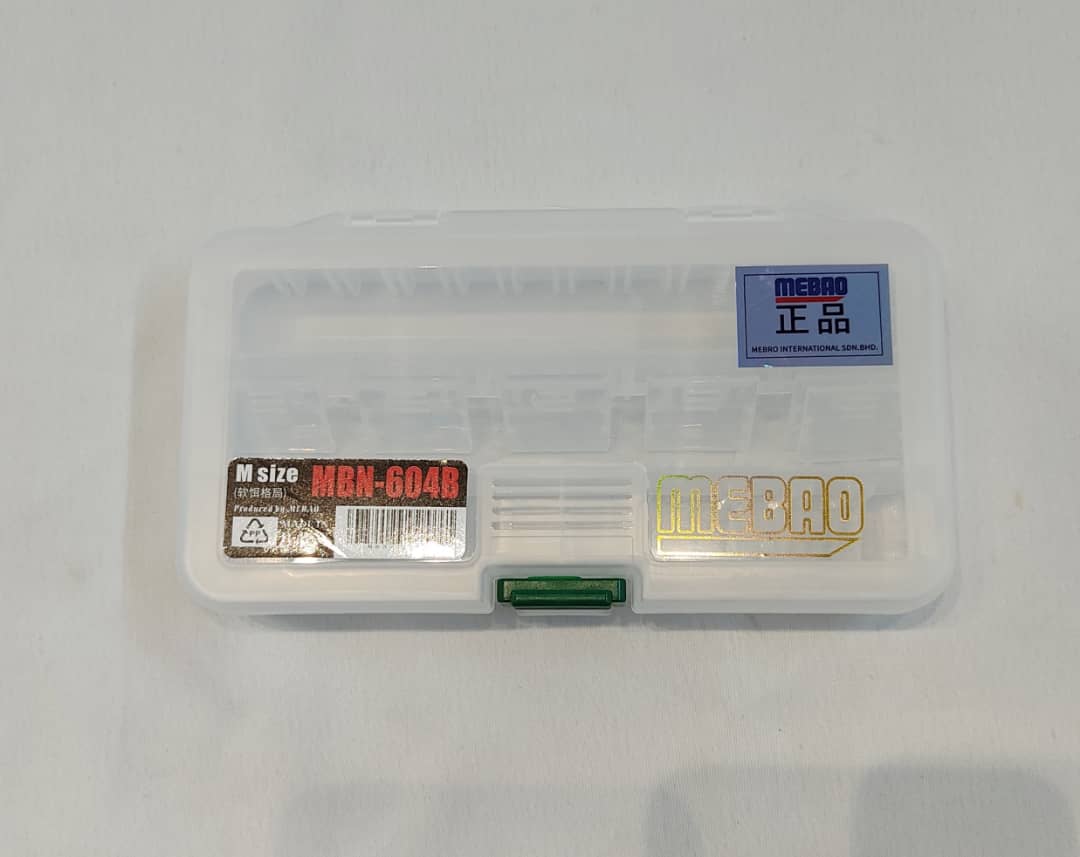 MEBAO
正品
MEBRO INTERNATIONAL SDN.BHD.
M size MBN-604B
(软饵格局)
Produced by MEBAO
PP
MEBAO